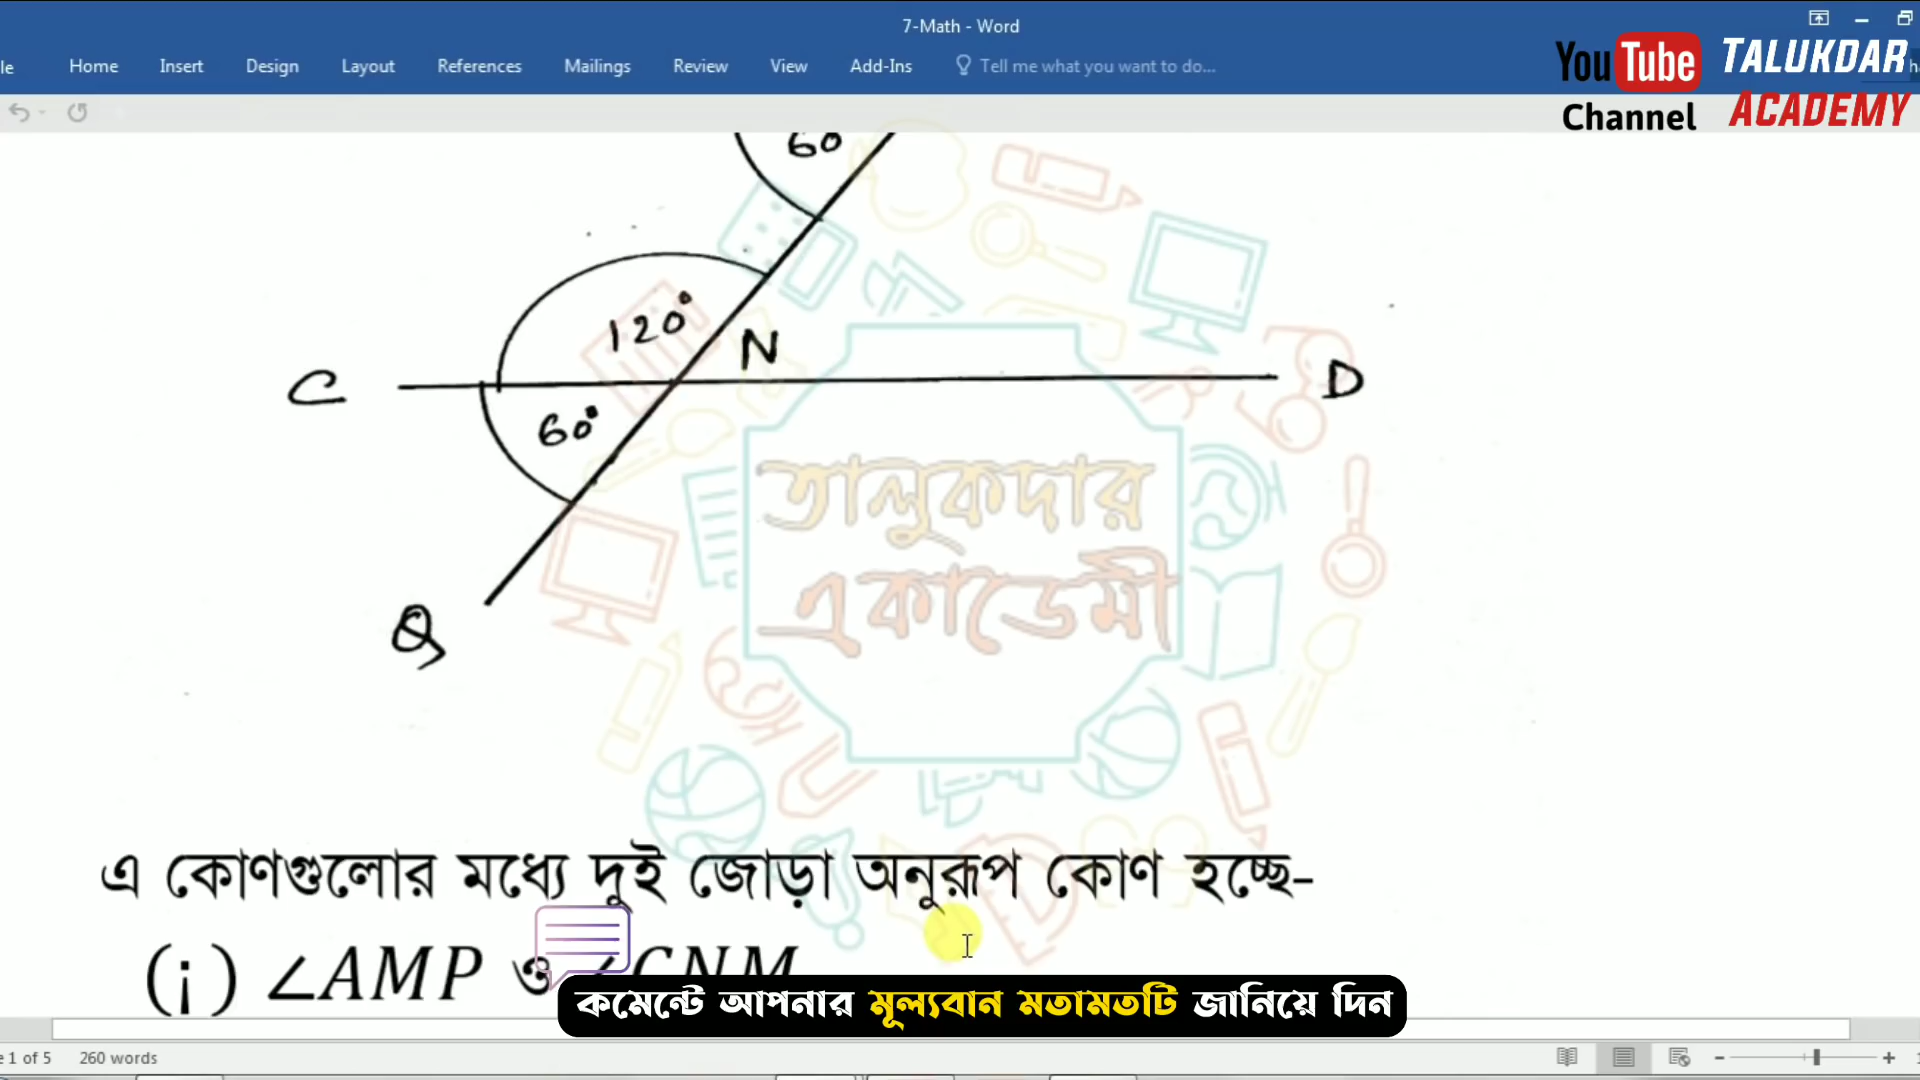 7-Math - Word
le Home Insert Design Layout References Mailings Review View Add-Ins Tell me what you want to do...
YouTube Channel
TALUKDAR ACADEMY
60
120°
N
C
D
60°
Q
তালুকদার
একাডেমী
এ কোণগুলোর মধ্যে দুই জোড়া অনুরূপ কোণ হচ্ছে-
(i) ∠AMP ও ∠CNM
কমেন্টে আপনার মূল্যবান মতামতটি জানিয়ে দিন
e 1 of 5 260 words